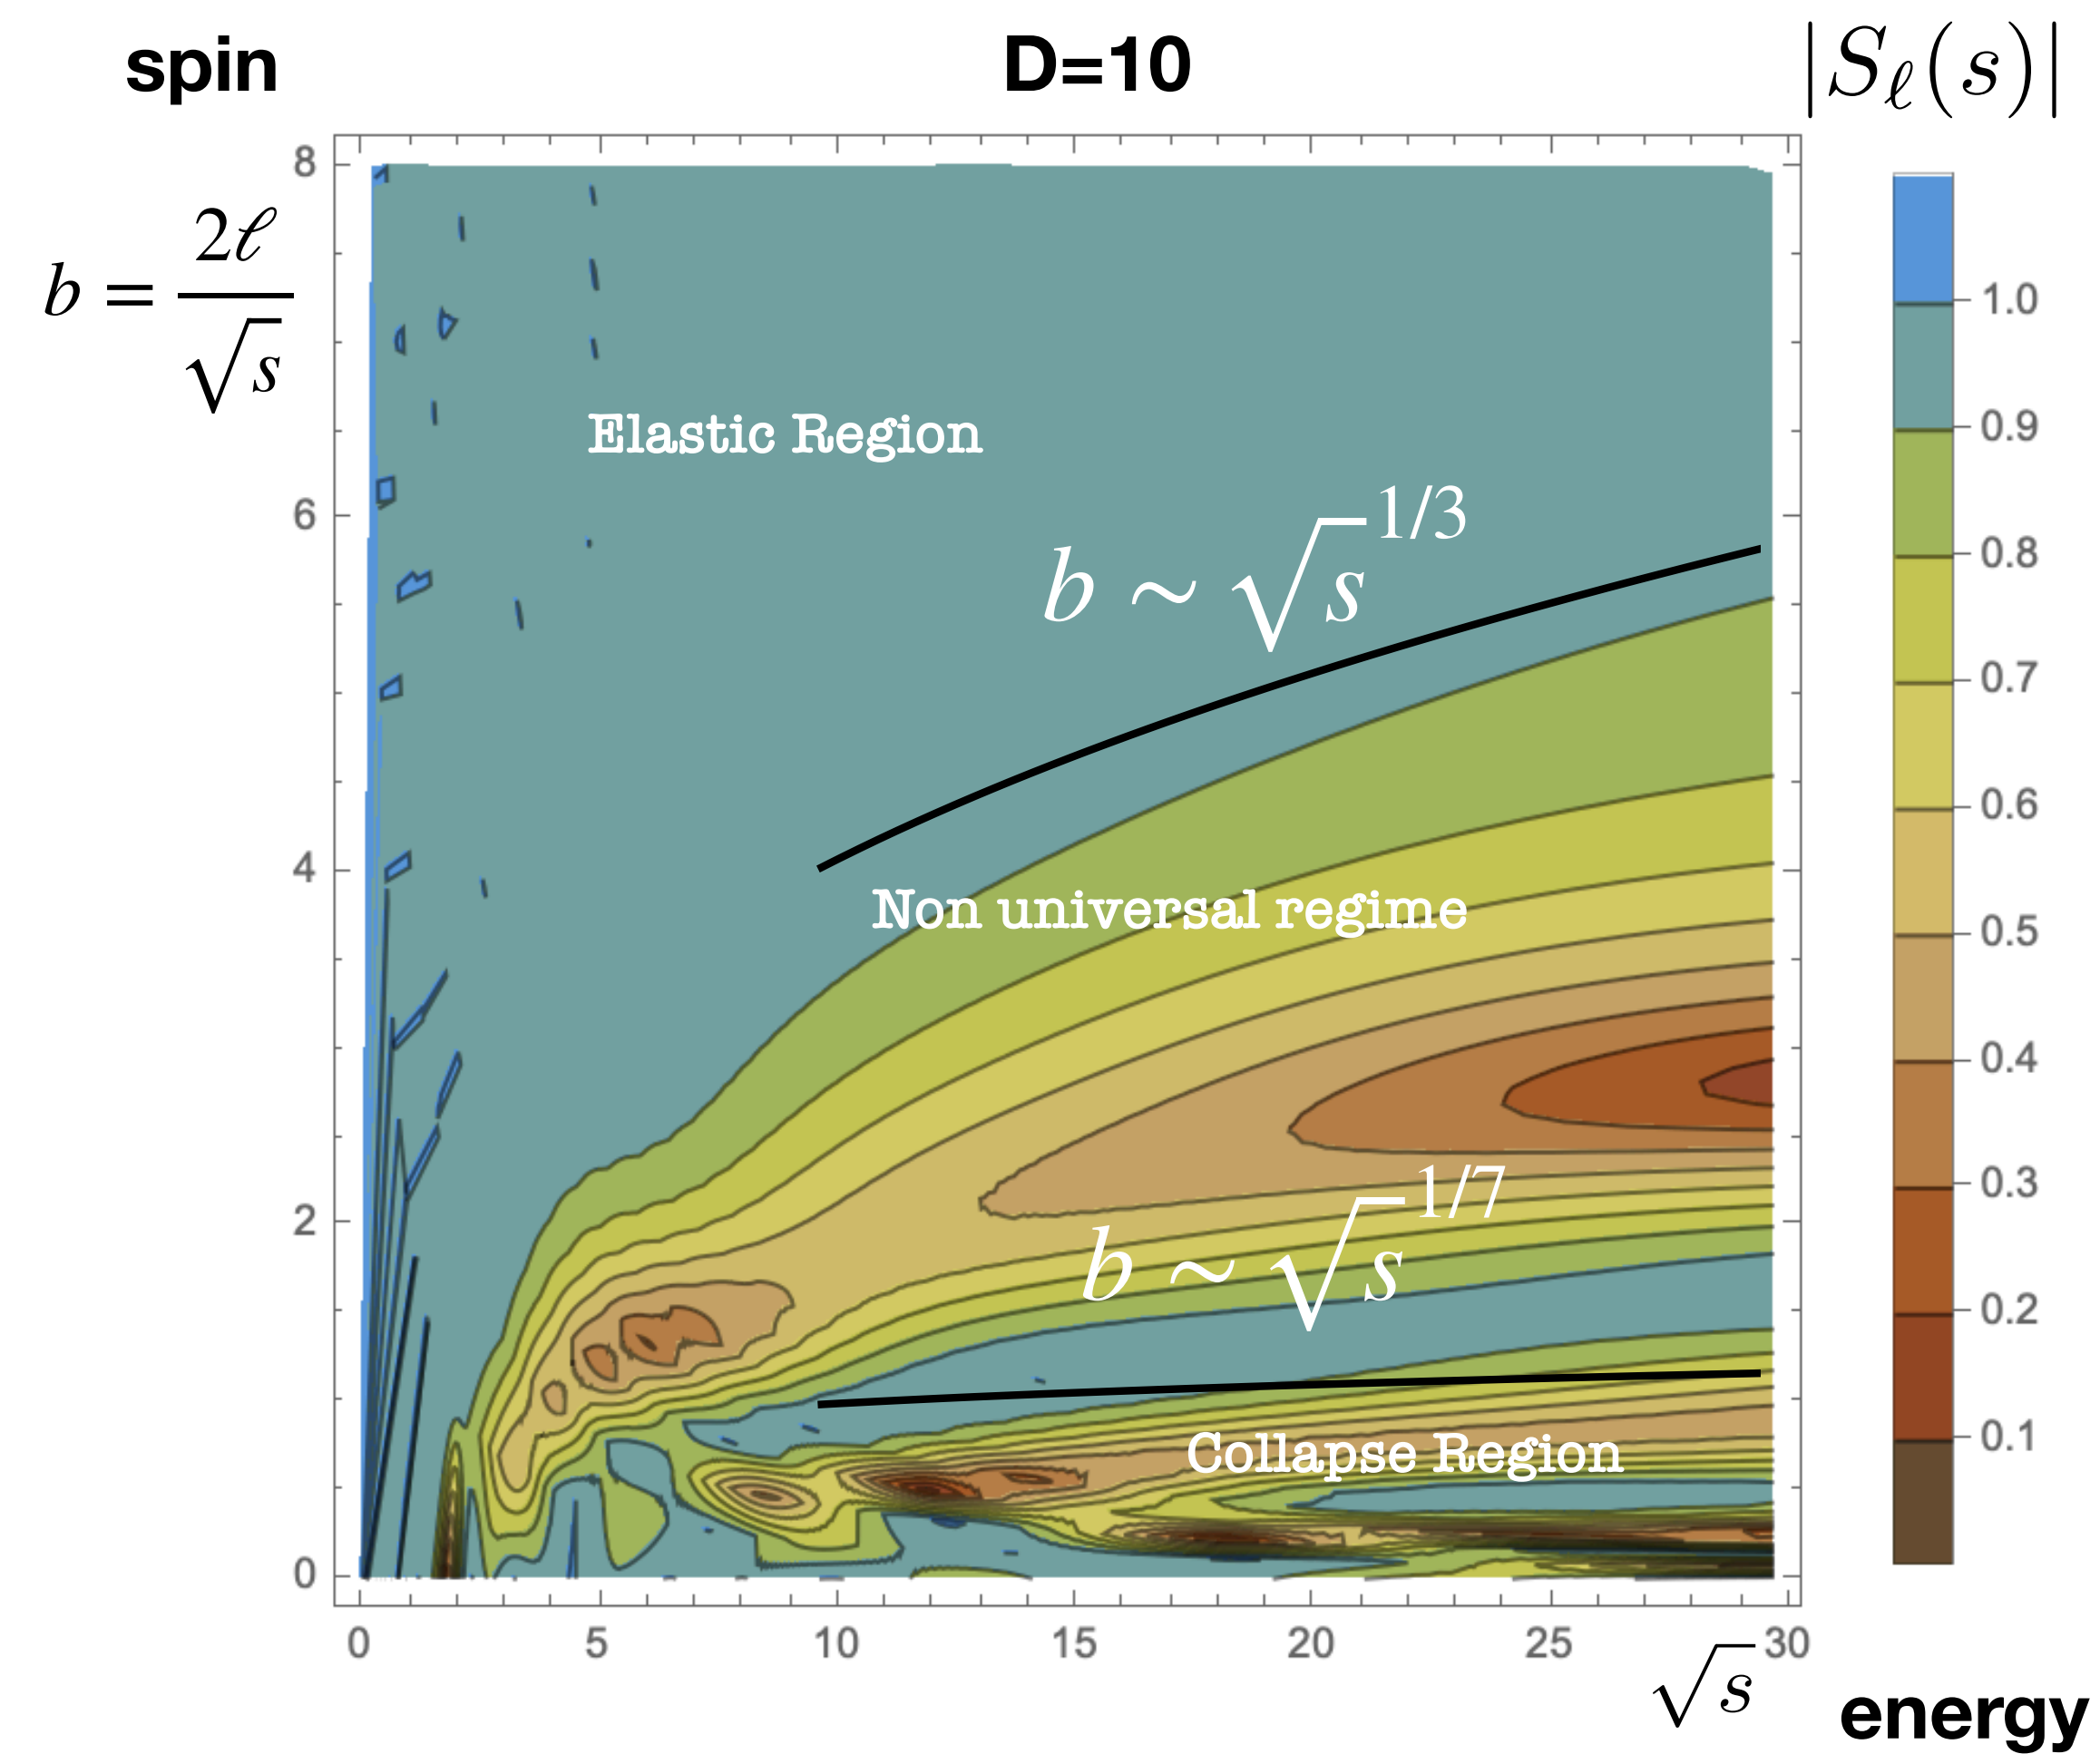 spin
D=10
|Sℓ(s)|
b = 2ℓ/√s
8
6
4
2
0
Elastic Region
b ~ √s^1/3
Non universal regime
b ~ √s^1/7
Collapse Region
1.0
0.9
0.8
0.7
0.6
0.5
0.4
0.3
0.2
0.1
0 5 10 15 20 25 30
√s
energy